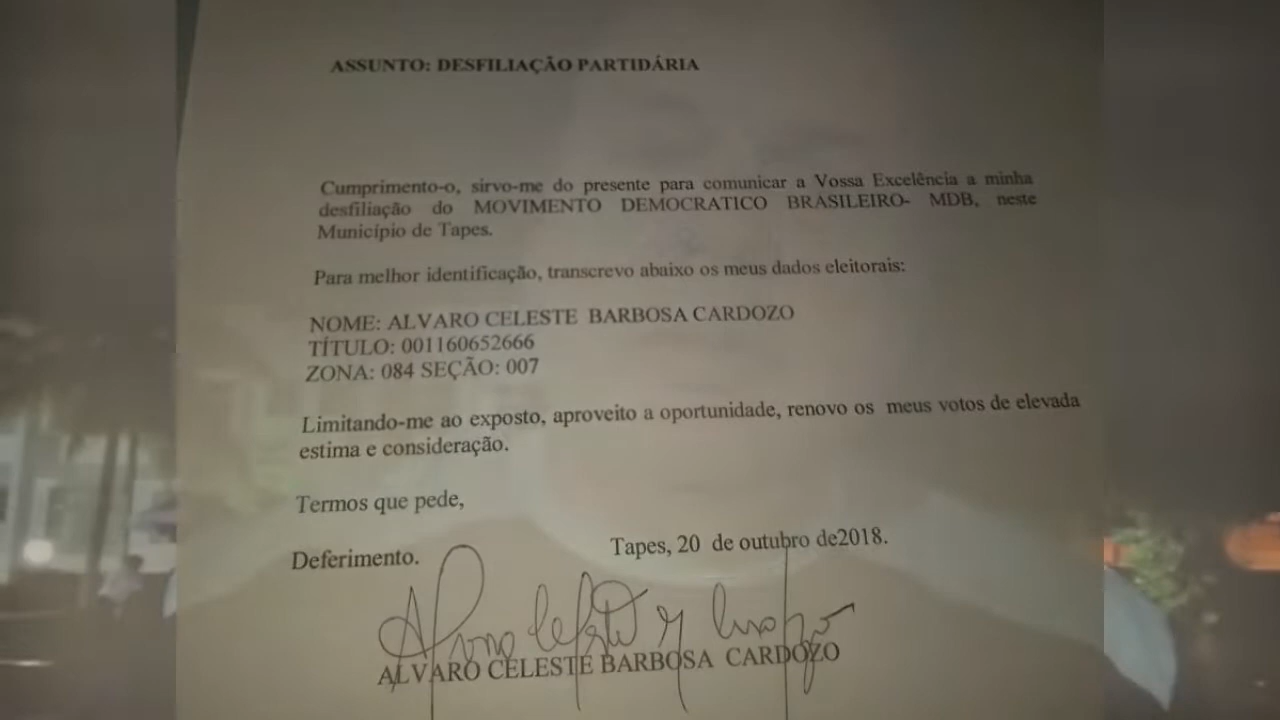 ASSUNTO: DESFILIAÇÃO PARTIDÁRIA
Cumprimento-o, sirvo-me do presente para comunicar a Vossa Excelência a minha
desfiliação do MOVIMENTO DEMOCRATICO BRASILEIRO- MDB, neste
Município de Tapes.
Para melhor identificação, transcrevo abaixo os meus dados eleitorais:
NOME: ALVARO CELESTE BARBOSA CARDOZO
TÍTULO: 001160652666
ZONA: 084 SEÇÃO: 007
Limitando-me ao exposto, aproveito a oportunidade, renovo os meus votos de elevada
estima e consideração.
Termos que pede,
Tapes, 20 de outubro de2018.
Deferimento.
ALVARO CELESTE BARBOSA CARDOZO